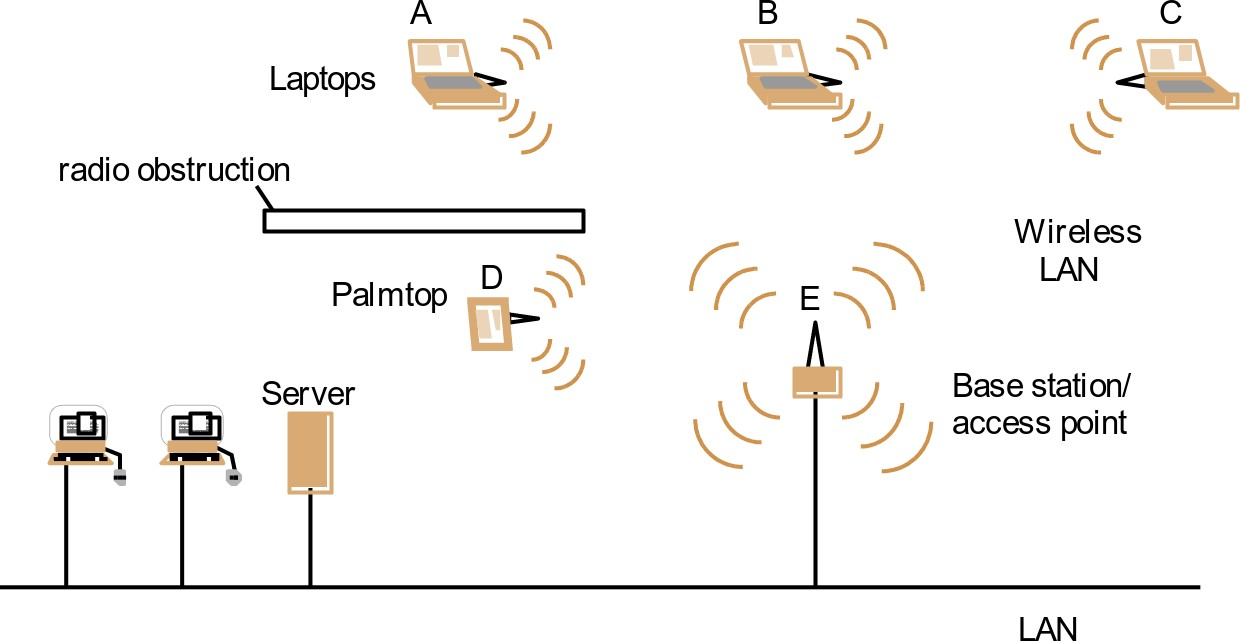 A
B
C
Laptops
radio obstruction
Wireless
LAN
D
Palmtop
E
Server
Base station/
access point
LAN